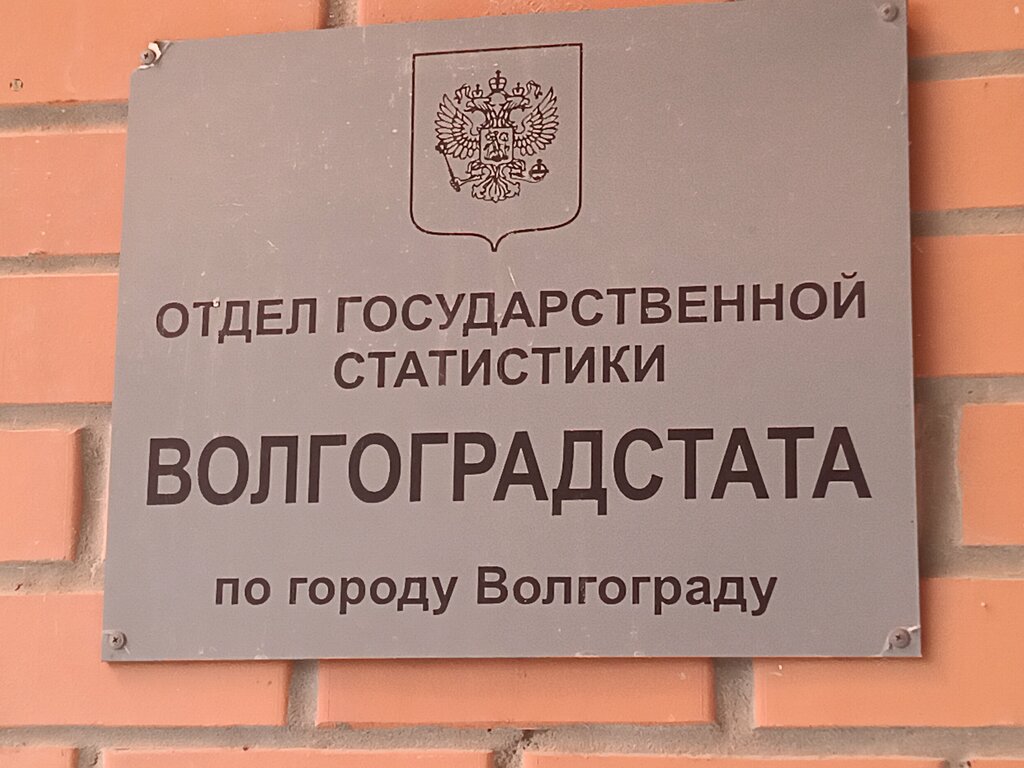 ОТДЕЛ ГОСУДАРСТВЕННОЙ
СТАТИСТИКИ
ВОЛГОГРАДСТАТА
по городу Волгограду